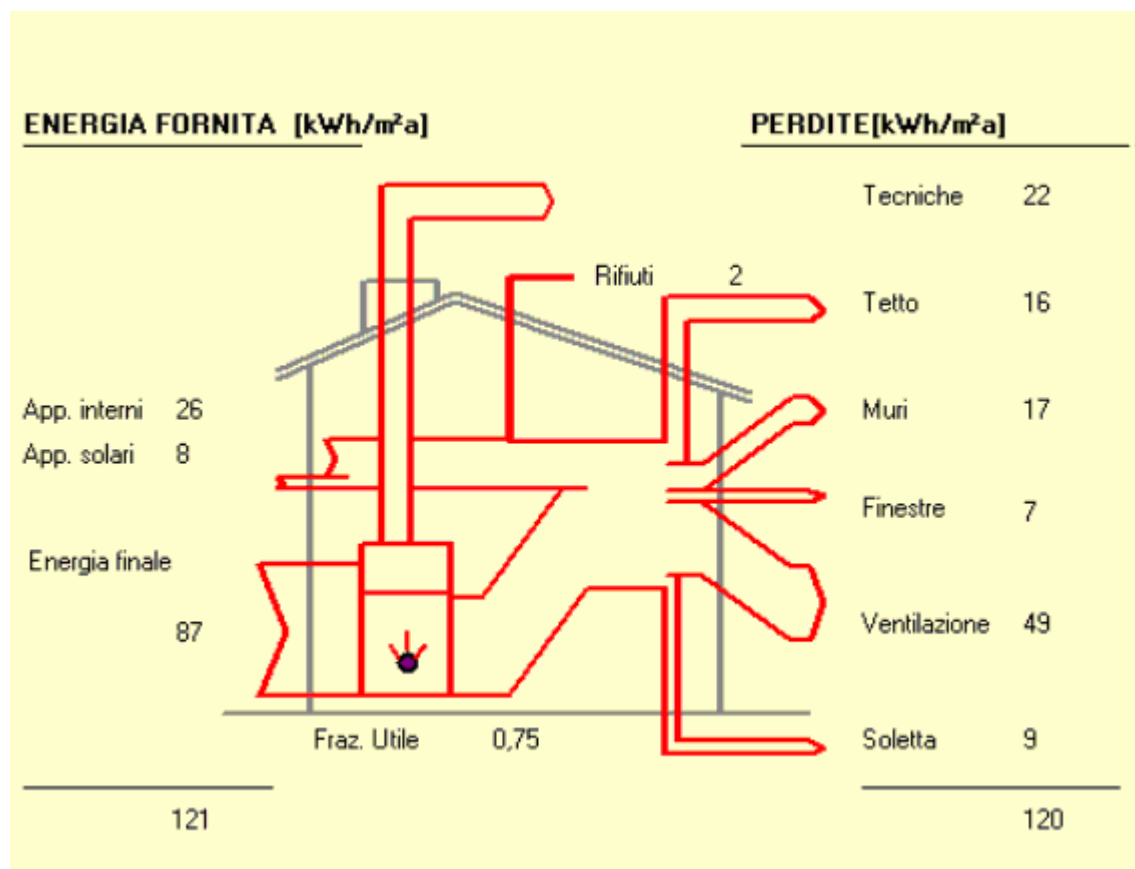 ENERGIA FORNITA [kWh/m²a]
PERDITE[kWh/m²a]
Tecniche 22
Rifiuti 2
Tetto 16
App. interni 26
Muri 17
App. solari 8
Finestre 7
Energia finale
87
Ventilazione 49
Fraz. Utile 0,75
Soletta 9
121
120